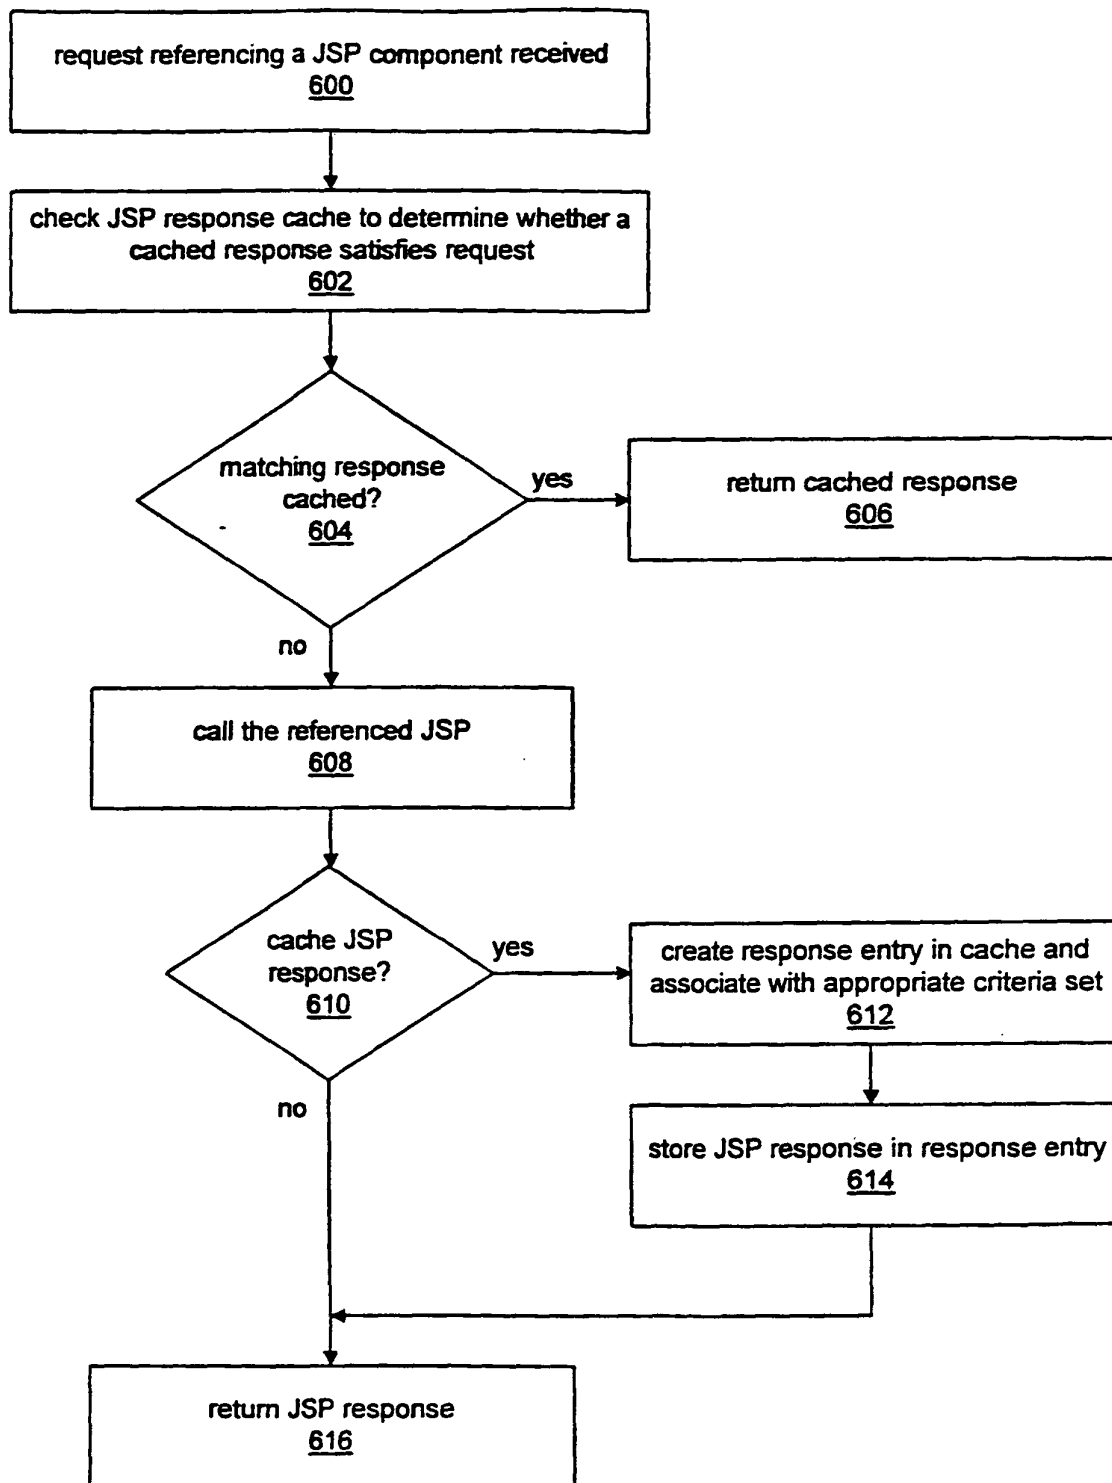 request referencing a JSP component received
600
check JSP response cache to determine whether a
cached response satisfies request
602
matching response
cached?
604
yes
return cached response
606
no
call the referenced JSP
608
cache JSP
response?
610
yes
create response entry in cache and
associate with appropriate criteria set
612
no
store JSP response in response entry
614
return JSP response
616